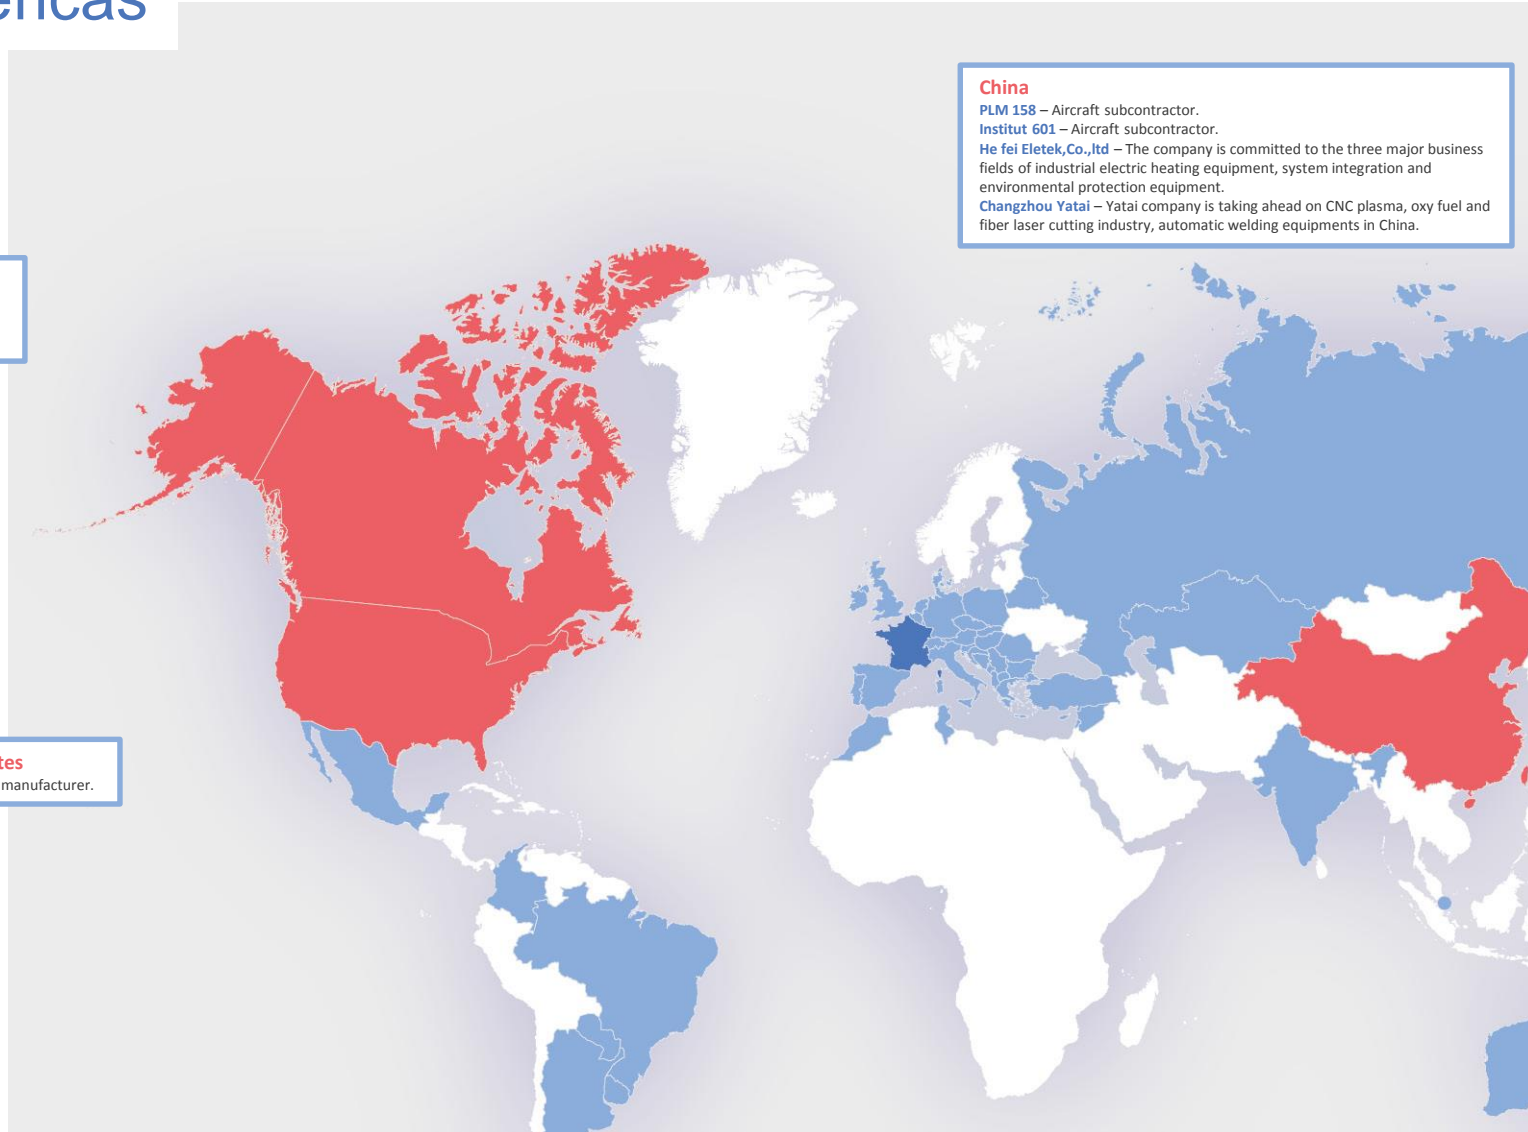 ericas
China
PLM 158 – Aircraft subcontractor.
Institut 601 – Aircraft subcontractor.
He fei Eletek,Co.,ltd – The company is committed to the three major business
fields of industrial electric heating equipment, system integration and
environmental protection equipment.
Changzhou Yatai – Yatai company is taking ahead on CNC plasma, oxy fuel and
fiber laser cutting industry, automatic welding equipments in China.
tes
manufacturer.